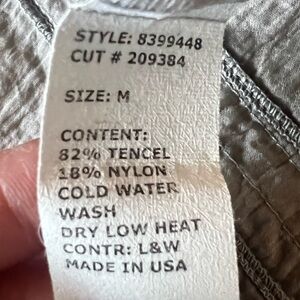 STYLE: 8399448
CUT # 209384
SIZE: M
CONTENT:
82% TENCEL
18% NYLON
COLD WATER
WASH
DRY LOW HEAT
CONTR: L&W
MADE IN USA